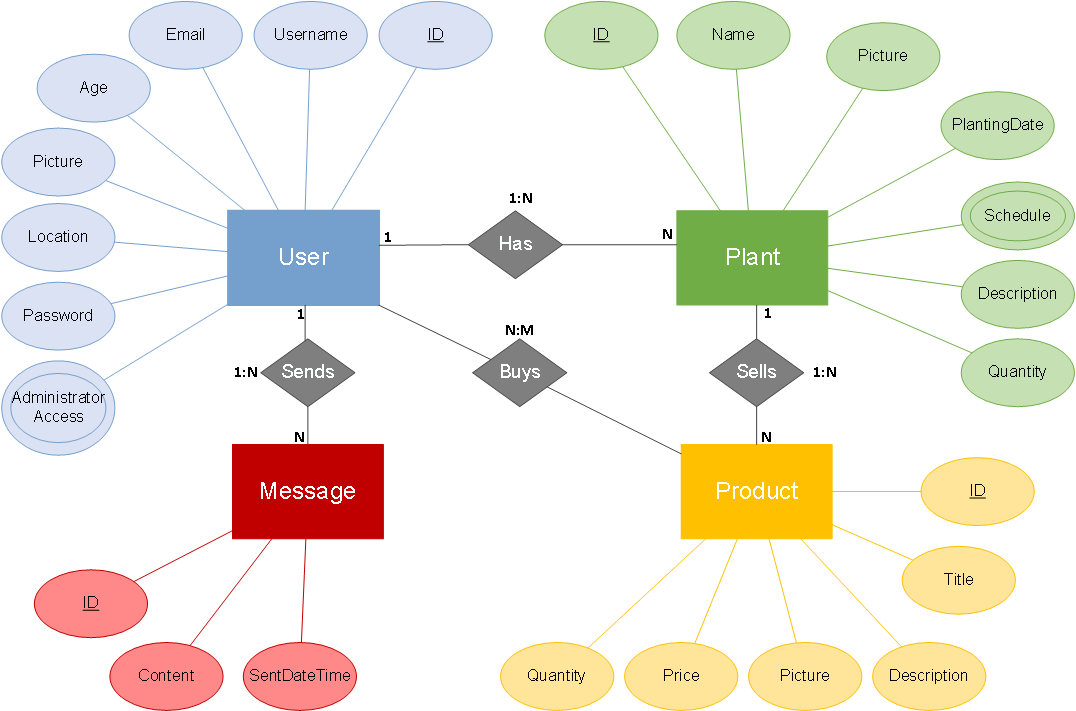 Email
Username
ID
ID
Name
Picture
Age
PlantingDate
Picture
1:N
Schedule
Location
1
Has
N
User
Plant
Description
Password
1
1
N:M
Quantity
1:N
Sends
Buys
Sells
1:N
Administrator
Access
N
N
Message
Product
ID
Title
ID
Content
SentDateTime
Quantity
Price
Picture
Description